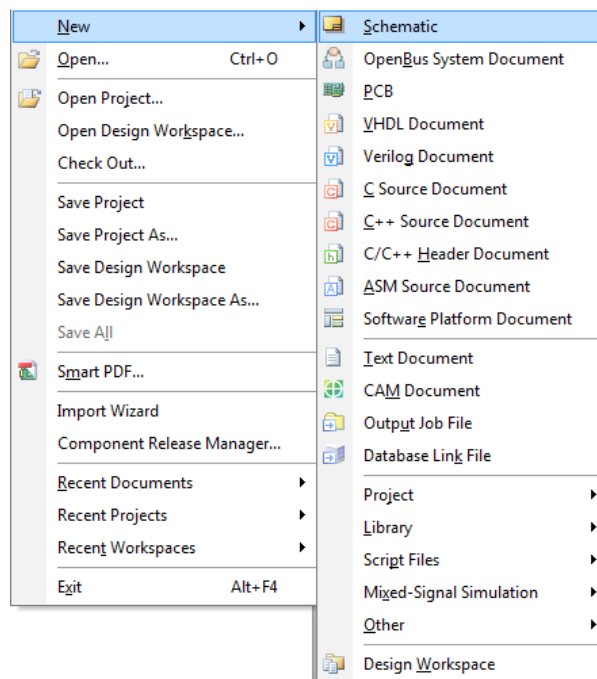 New
Open... Ctrl+O
Open Project...
Open Design Workspace...
Check Out...
Save Project
Save Project As...
Save Design Workspace
Save Design Workspace As...
Save All
Smart PDF...
Import Wizard
Component Release Manager...
Recent Documents
Recent Projects
Recent Workspaces
Exit Alt+F4
Schematic
OpenBus System Document
PCB
VHDL Document
Verilog Document
C Source Document
C++ Source Document
C/C++ Header Document
ASM Source Document
Software Platform Document
Text Document
CAM Document
Output Job File
Database Link File
Project
Library
Script Files
Mixed-Signal Simulation
Other
Design Workspace